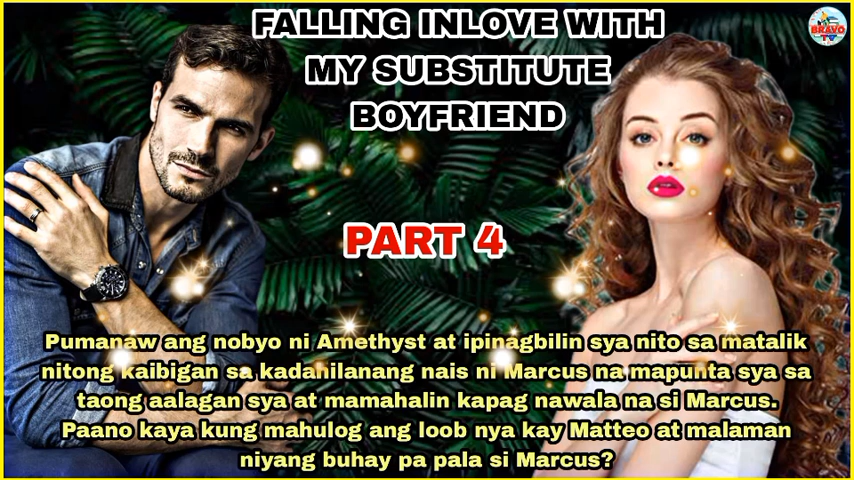 FALLING INLOVE WITH
MY SUBSTITUTE
BOYFRIEND
BRAVO
TV
PART 4
Pumanaw ang nobyo ni Amethyst at ipinagbilin sya nito sa matalik
nitong kaibigan sa kadahilanang nais ni Marcus na mapunta sya sa
taong aalagan sya at mamahalin kapag nawala na si Marcus.
Paano kaya kung mahulog ang loob nya kay Matteo at malaman
niyang buhay pa pala si Marcus?